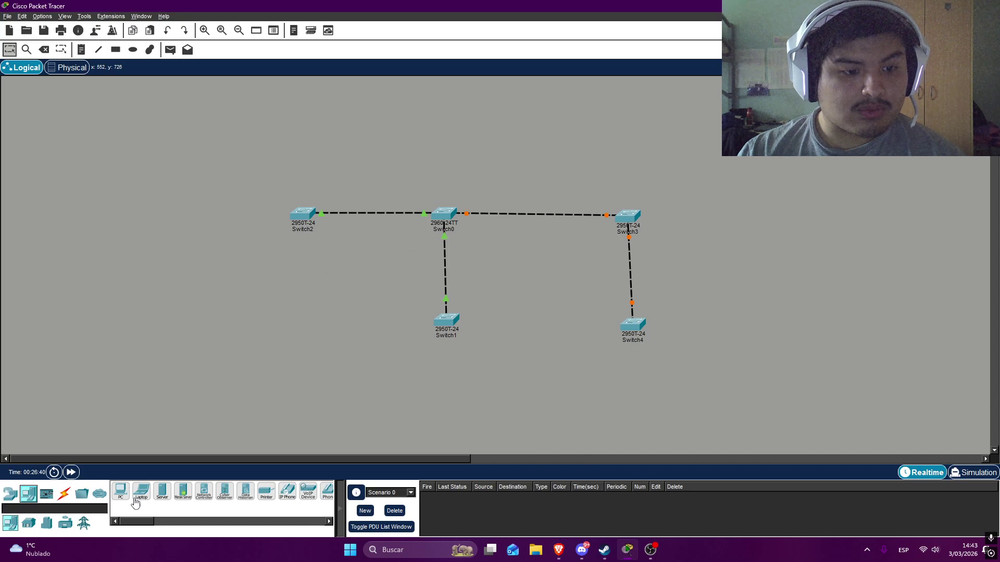 Cisco Packet Tracer
File Edit Options View Tools Extensions Window Help
Logical Physical x: 552, y: 726
2950T-24
Switch2
2960-24TT
Switch0
2950T-24
Switch3
2950T-24
Switch1
2950T-24
Switch4
Time: 00:26:40
Realtime Simulation
PC Laptop Server Meraki Server Network Controller Cyber Observer Data Historian Printer IP Phone VoIP Device Phon
Scenario 0
New Delete
Toggle PDU List Window
Fire Last Status Source Destination Type Color Time(sec) Periodic Num Edit Delete
1°C
Nublado
Buscar
9+
ESP
14:43
3/03/2026